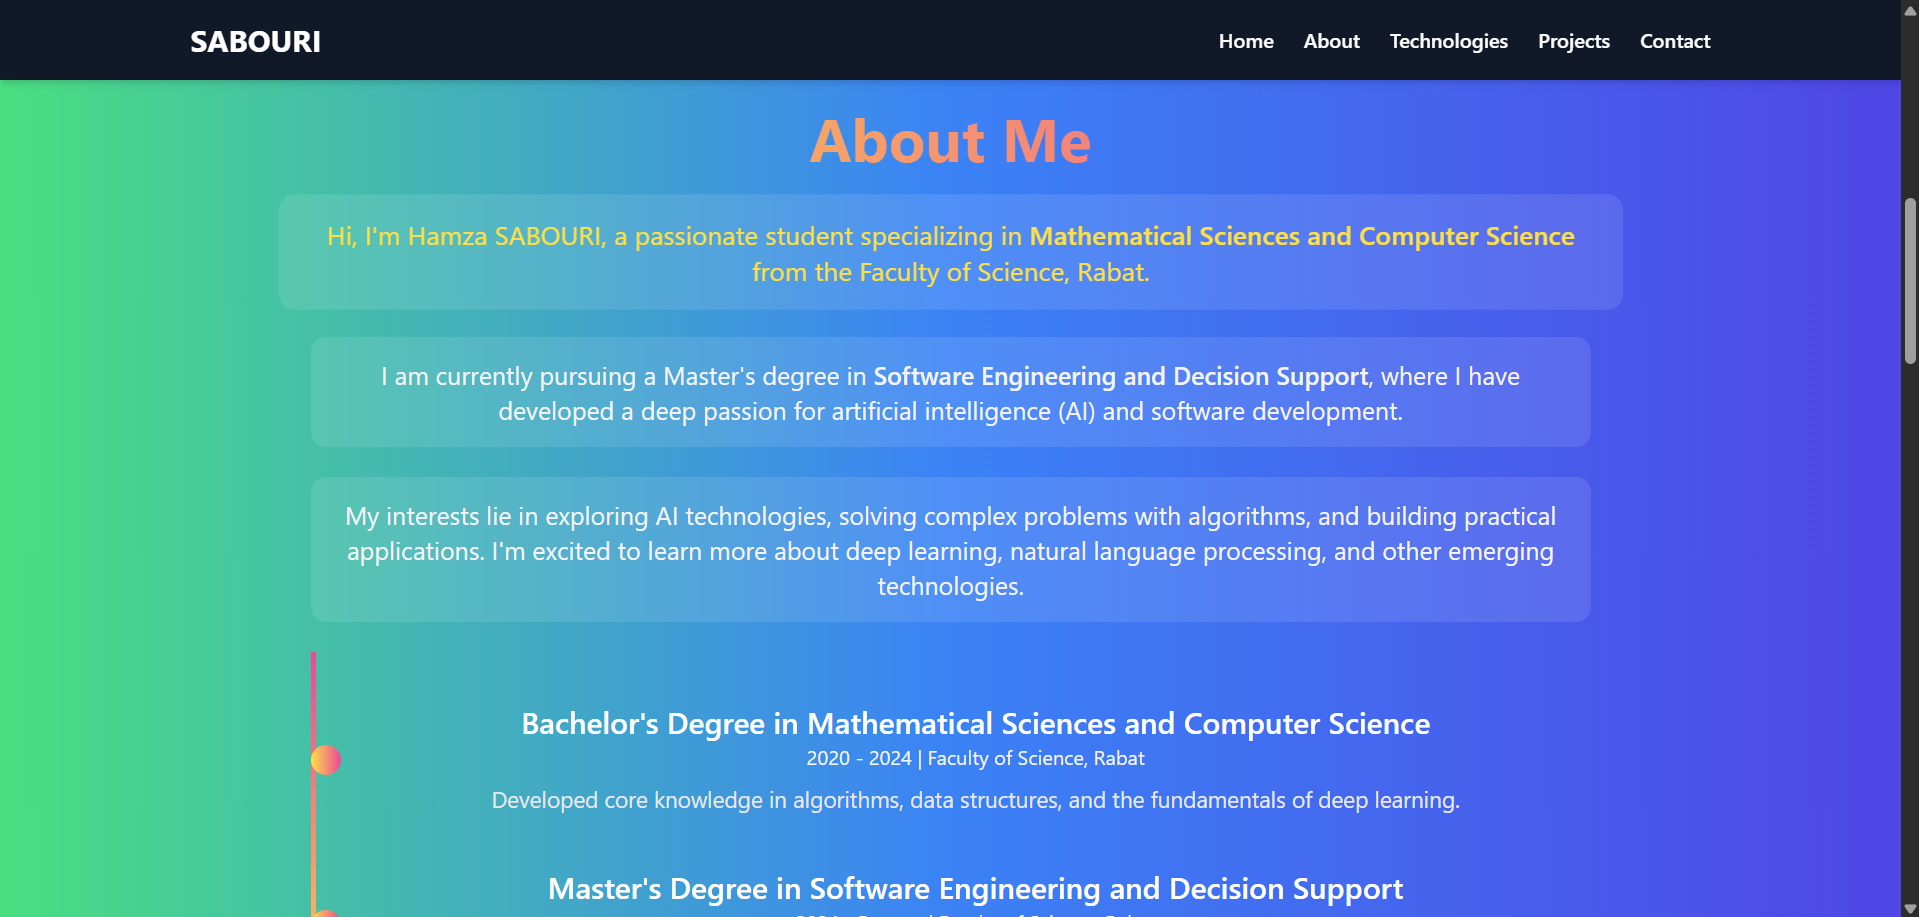 SABOURI
Home About Technologies Projects Contact
About Me
Hi, I'm Hamza SABOURI, a passionate student specializing in Mathematical Sciences and Computer Science
from the Faculty of Science, Rabat.
I am currently pursuing a Master's degree in Software Engineering and Decision Support, where I have
developed a deep passion for artificial intelligence (AI) and software development.
My interests lie in exploring AI technologies, solving complex problems with algorithms, and building practical
applications. I'm excited to learn more about deep learning, natural language processing, and other emerging
technologies.
Bachelor's Degree in Mathematical Sciences and Computer Science
2020 - 2024 | Faculty of Science, Rabat
Developed core knowledge in algorithms, data structures, and the fundamentals of deep learning.
Master's Degree in Software Engineering and Decision Support